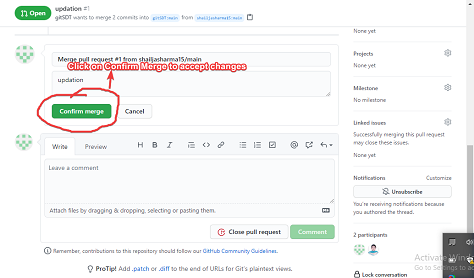 updation #1
Open
gitSDT wants to merge 2 commits into gitSDT:main from shailjasharma15:main
Merge pull request #1 from shailjasharma15/main
Click on Confirm Merge to accept changes
updation
Confirm merge
Cancel
Write
Preview
H B I
Leave a comment
Attach files by dragging & dropping, selecting or pasting them.
Close pull request
Comment
Remember, contributions to this repository should follow our GitHub Community Guidelines.
ProTip! Add .patch or .diff to the end of URLs for Git's plaintext views.
Projects
None yet
Milestone
No milestone
Linked issues
Successfully merging this pull request may close these issues.
None yet
Notifications
Customize
Unsubscribe
You're receiving notifications because you authored the thread.
2 participants
Activate Win
Go to Settings to a
Lock conversation